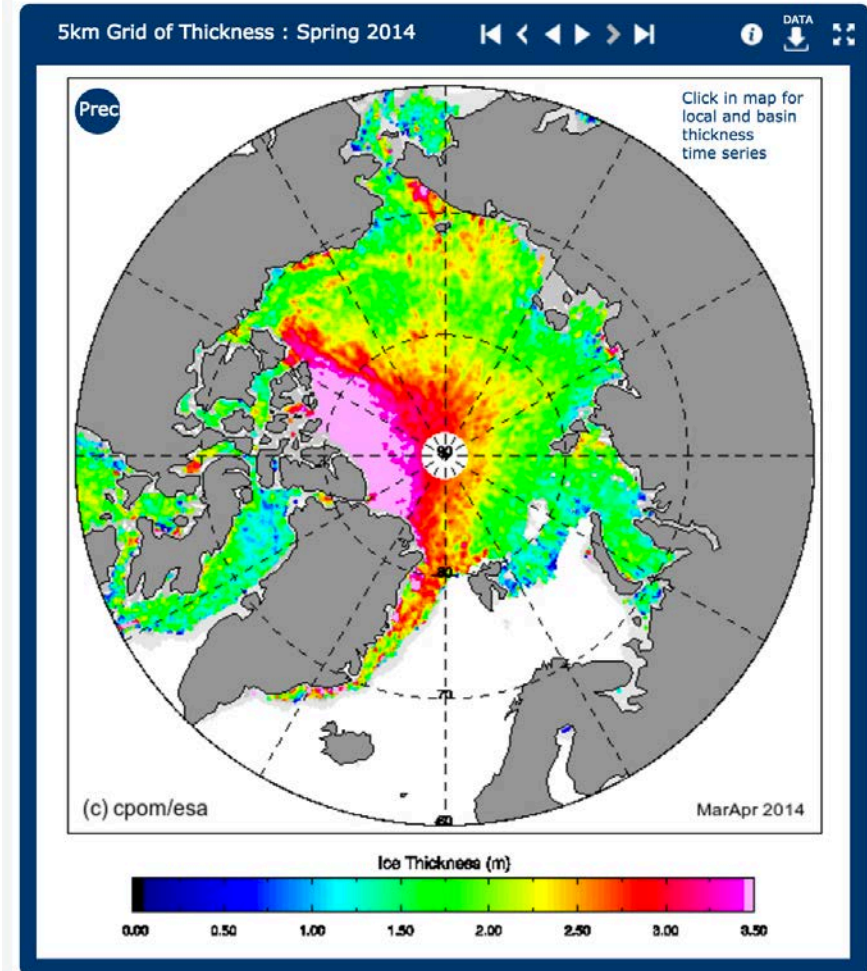 5km Grid of Thickness : Spring 2014
DATA
Prec
Click in map for
local and basin
thickness
time series
90
80
70
60
(c) cpom/esa
MarApr 2014
Ice Thickness (m)
0.00 0.50 1.00 1.50 2.00 2.50 3.00 3.50